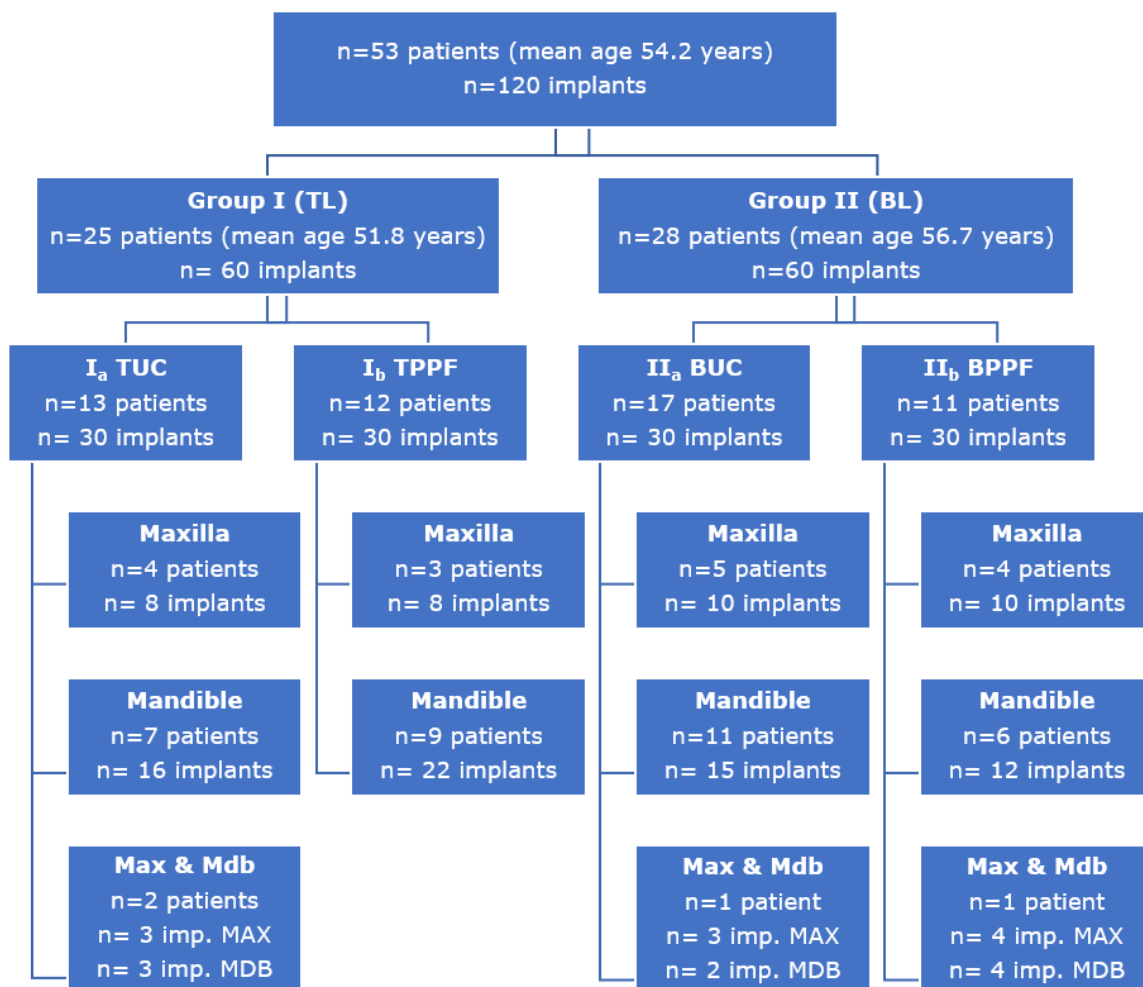 n=53 patients (mean age 54.2 years)
n=120 implants
Group I (TL)
n=25 patients (mean age 51.8 years)
n= 60 implants
Group II (BL)
n=28 patients (mean age 56.7 years)
n=60 implants
Iₐ TUC
n=13 patients
n= 30 implants
I_b TPPF
n=12 patients
n= 30 implants
IIₐ BUC
n=17 patients
n= 30 implants
II_b BPPF
n=11 patients
n= 30 implants
Maxilla
n=4 patients
n= 8 implants
Maxilla
n=3 patients
n= 8 implants
Maxilla
n=5 patients
n= 10 implants
Maxilla
n=4 patients
n= 10 implants
Mandible
n=7 patients
n= 16 implants
Mandible
n=9 patients
n= 22 implants
Mandible
n=11 patients
n= 15 implants
Mandible
n=6 patients
n= 12 implants
Max & Mdb
n=2 patients
n= 3 imp. MAX
n= 3 imp. MDB
Max & Mdb
n=1 patient
n= 3 imp. MAX
n= 2 imp. MDB
Max & Mdb
n=1 patient
n= 4 imp. MAX
n= 4 imp. MDB